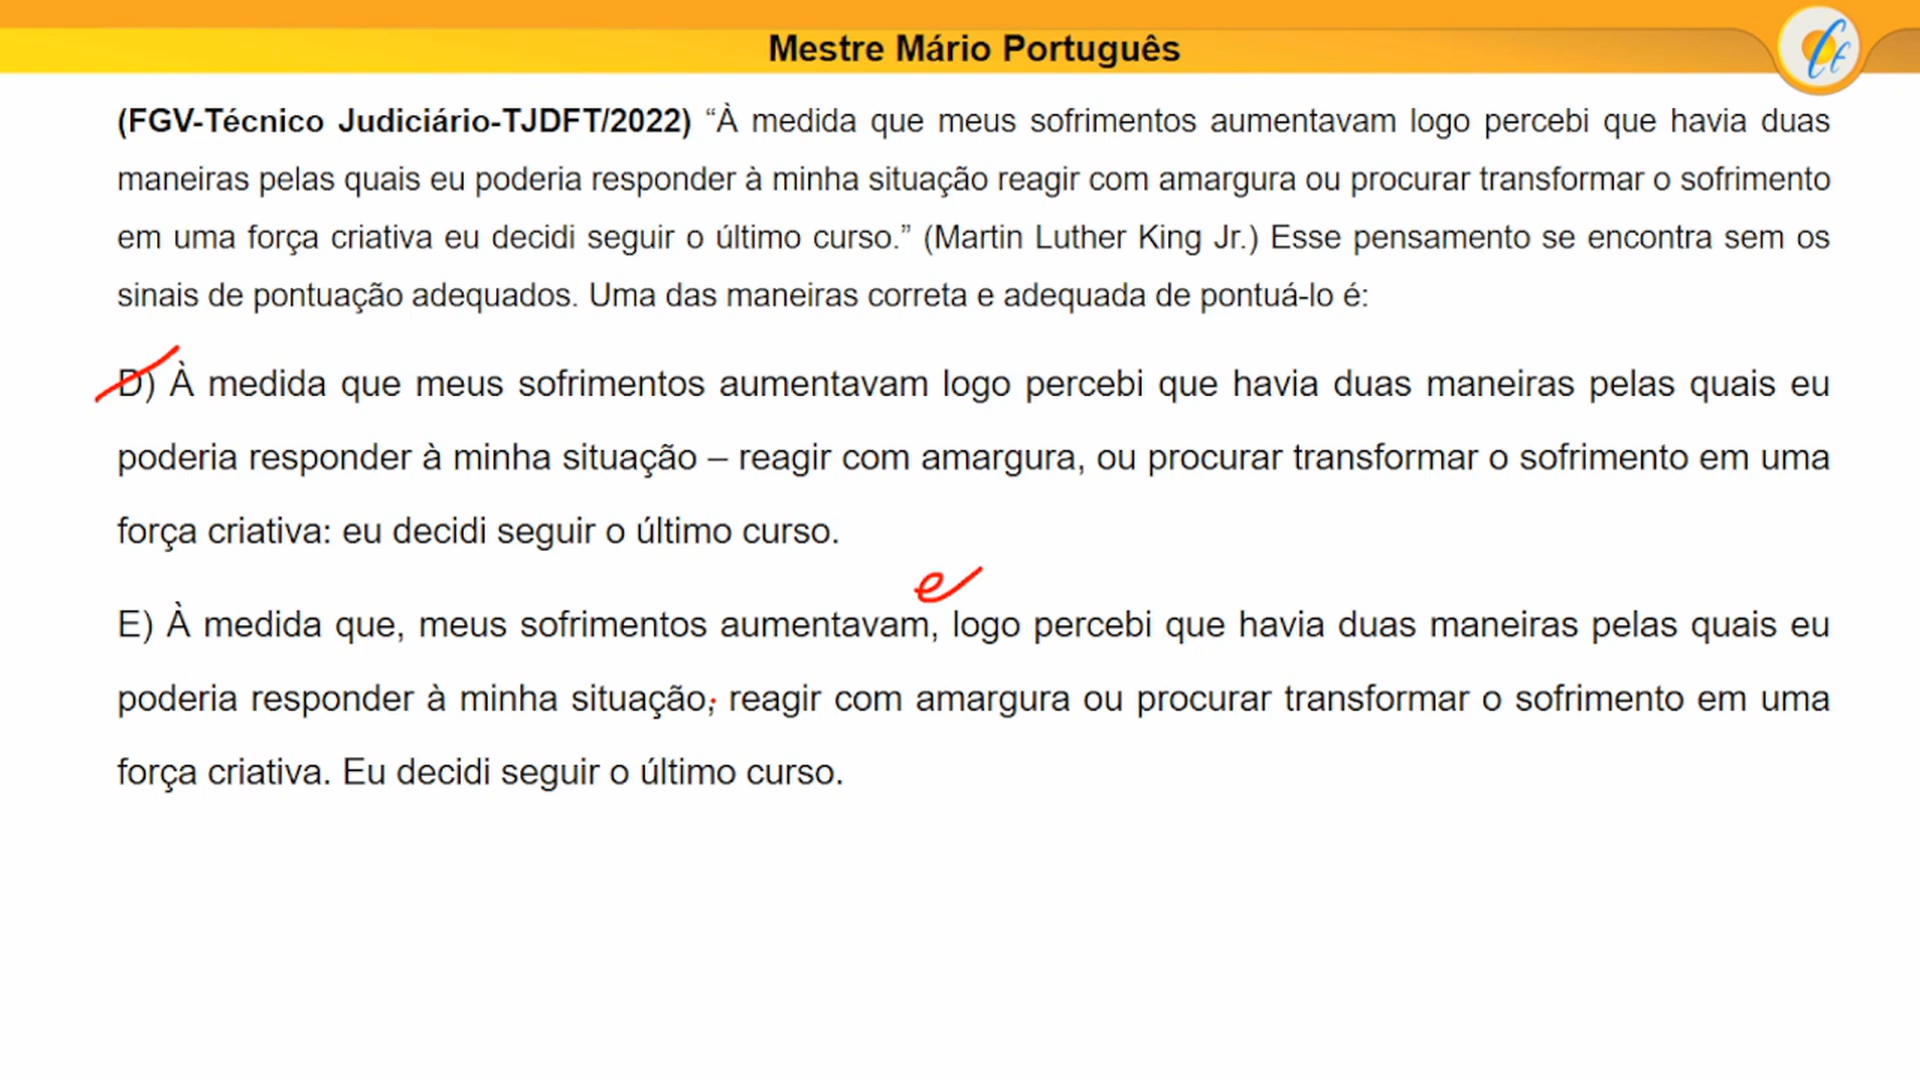 Mestre Mário Português
(FGV-Técnico Judiciário-TJDFT/2022) “À medida que meus sofrimentos aumentavam logo percebi que havia duas
maneiras pelas quais eu poderia responder à minha situação reagir com amargura ou procurar transformar o sofrimento
em uma força criativa eu decidi seguir o último curso.” (Martin Luther King Jr.) Esse pensamento se encontra sem os
sinais de pontuação adequados. Uma das maneiras correta e adequada de pontuá-lo é:
D) À medida que meus sofrimentos aumentavam logo percebi que havia duas maneiras pelas quais eu
poderia responder à minha situação – reagir com amargura, ou procurar transformar o sofrimento em uma
força criativa: eu decidi seguir o último curso.
e
E) À medida que, meus sofrimentos aumentavam, logo percebi que havia duas maneiras pelas quais eu
poderia responder à minha situação; reagir com amargura ou procurar transformar o sofrimento em uma
força criativa. Eu decidi seguir o último curso.